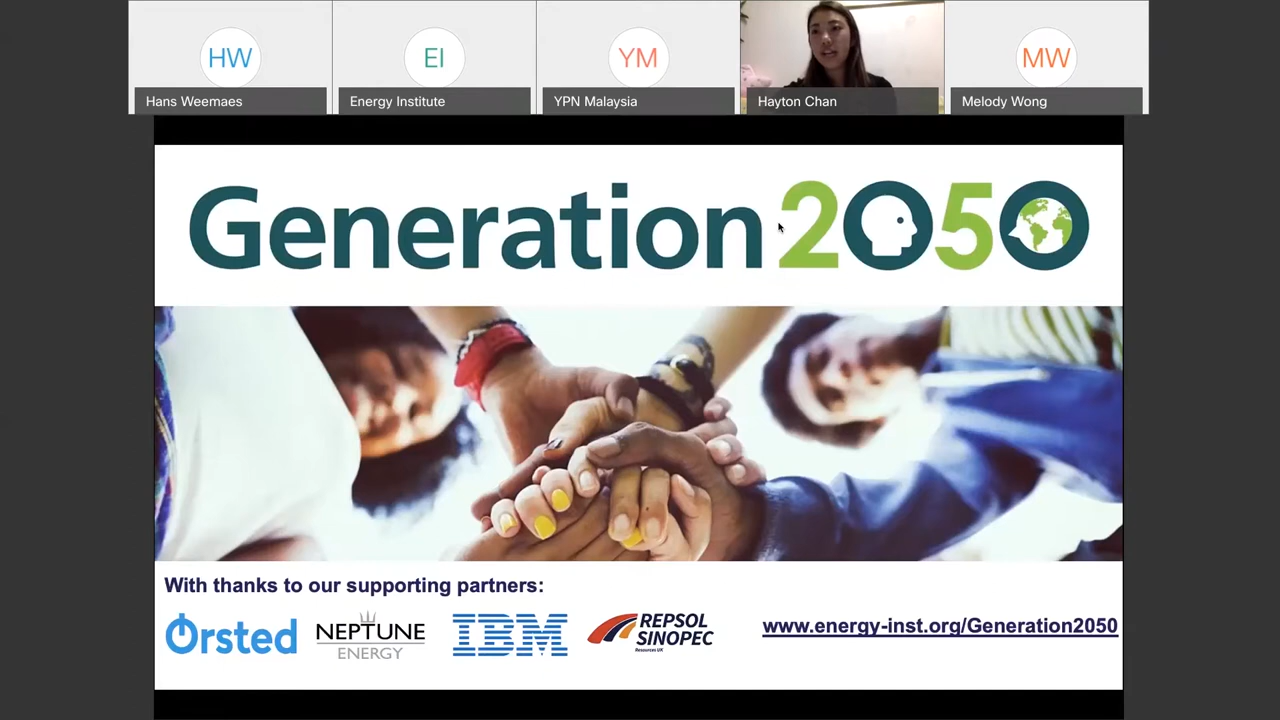 HW
Hans Weemaes
EI
Energy Institute
YM
YPN Malaysia
Hayton Chan
MW
Melody Wong
Generation 2050
With thanks to our supporting partners:
Orsted
NEPTUNE
ENERGY
IBM
REPSOL
SINOPEC
Resources UK
www.energy-inst.org/Generation2050